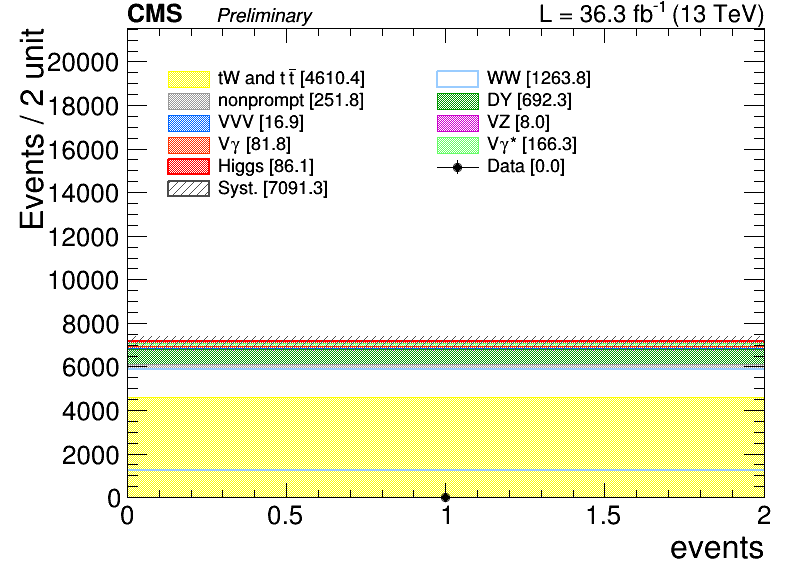 CMS Preliminary L = 36.3 fb⁻¹ (13 TeV)
Events / 2 unit
20000
18000
16000
14000
12000
10000
8000
6000
4000
2000
0
tW and tt̅ [4610.4]
nonprompt [251.8]
VVV [16.9]
Vγ [81.8]
Higgs [86.1]
Syst. [7091.3]
WW [1263.8]
DY [692.3]
VZ [8.0]
Vγ* [166.3]
Data [0.0]
0 0.5 1 1.5 2
events